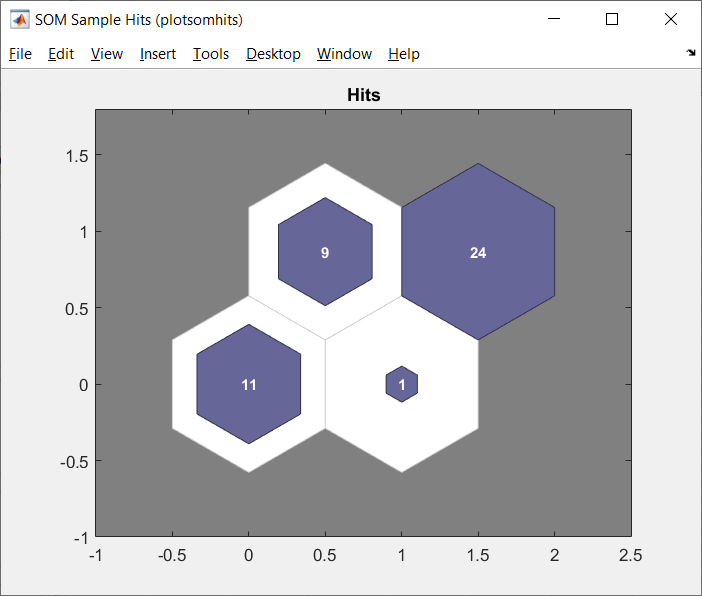 SOM Sample Hits (plotsomhits)
File Edit View Insert Tools Desktop Window Help
Hits
1.5
1
0.5
0
-0.5
-1
9 24
11 1
-1 -0.5 0 0.5 1 1.5 2 2.5